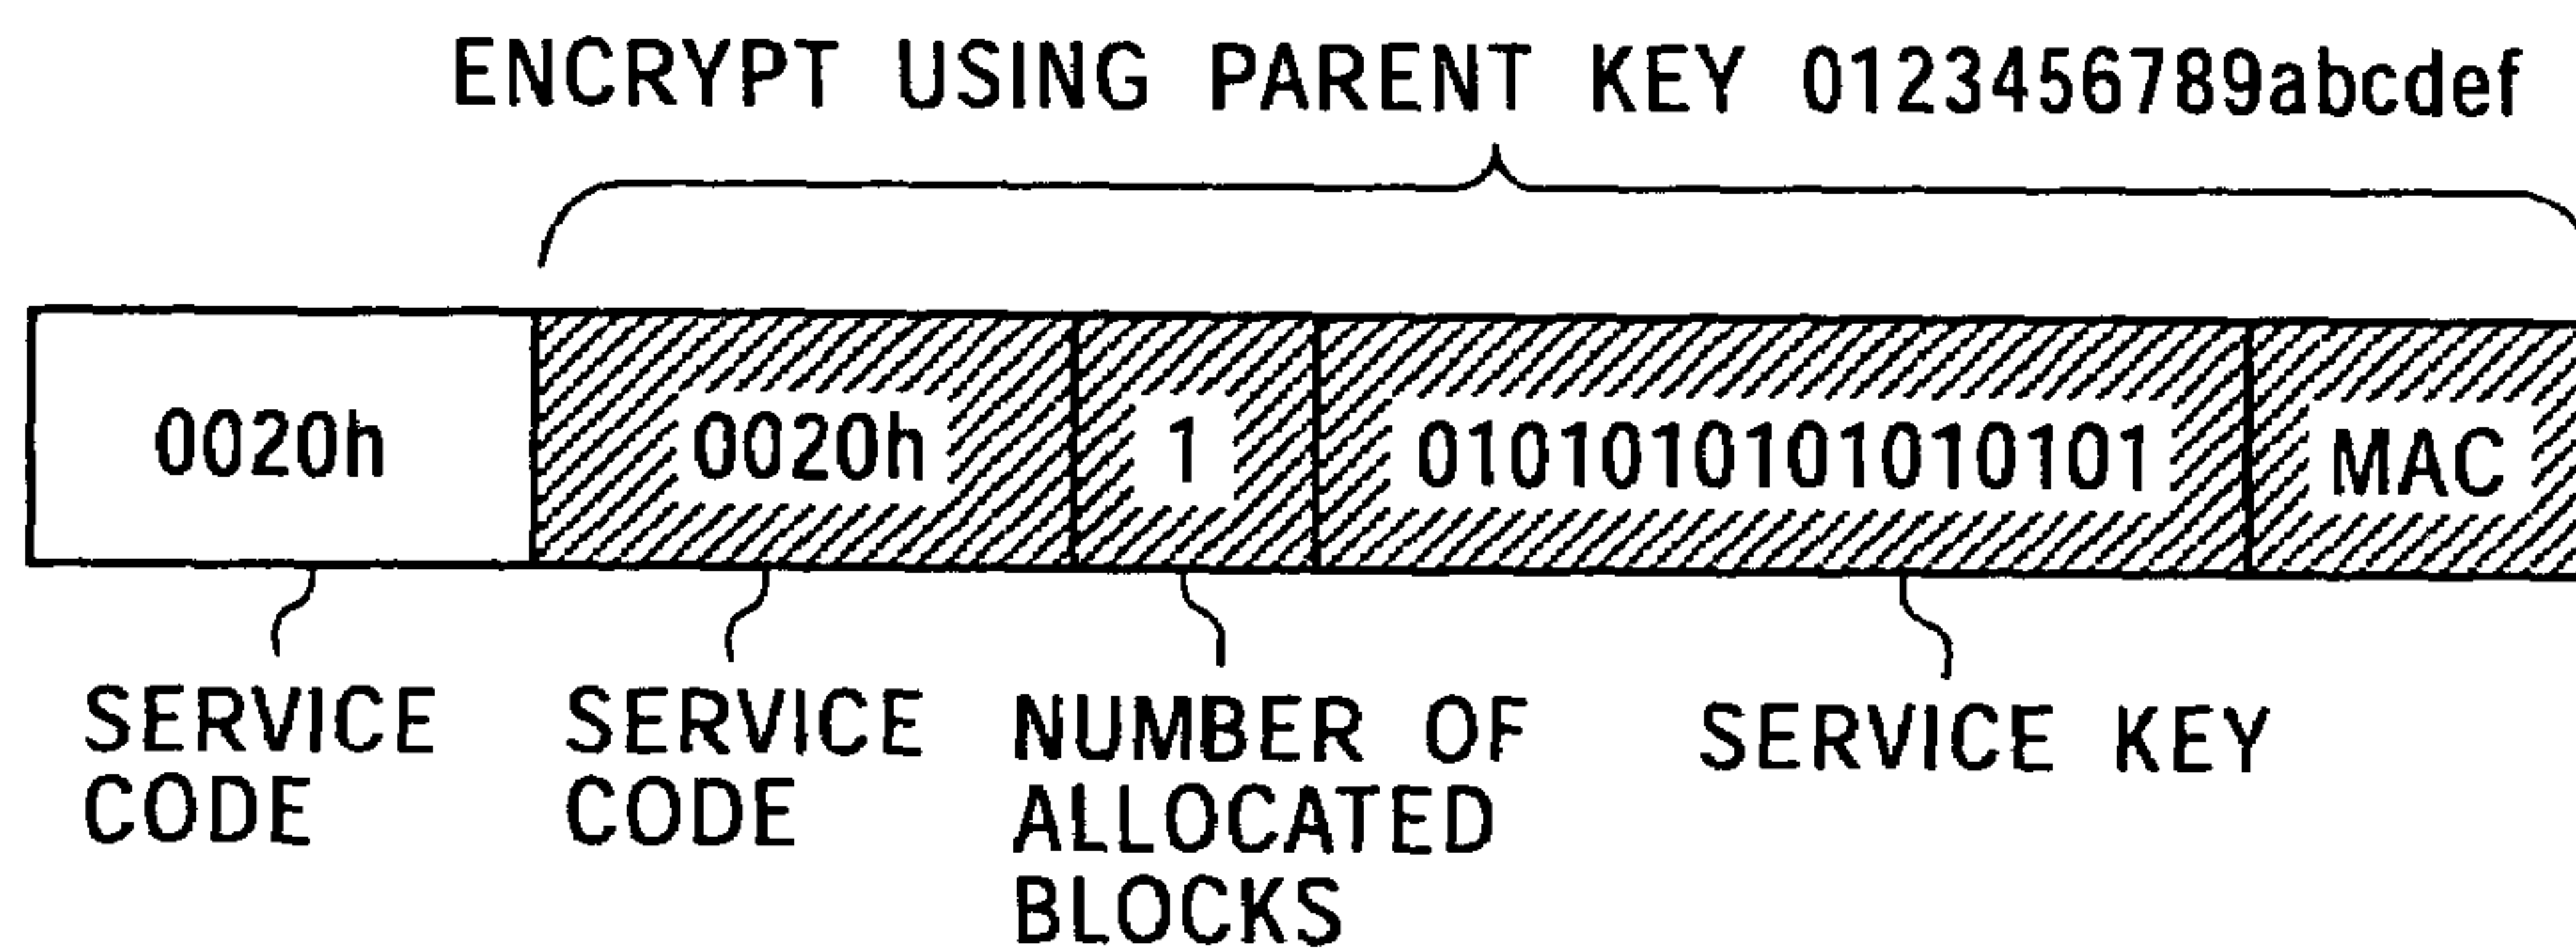 ENCRYPT USING PARENT KEY 0123456789abcdef
0020h 0020h 1 0101010101010101 MAC
SERVICE CODE
SERVICE CODE
NUMBER OF ALLOCATED BLOCKS
SERVICE KEY